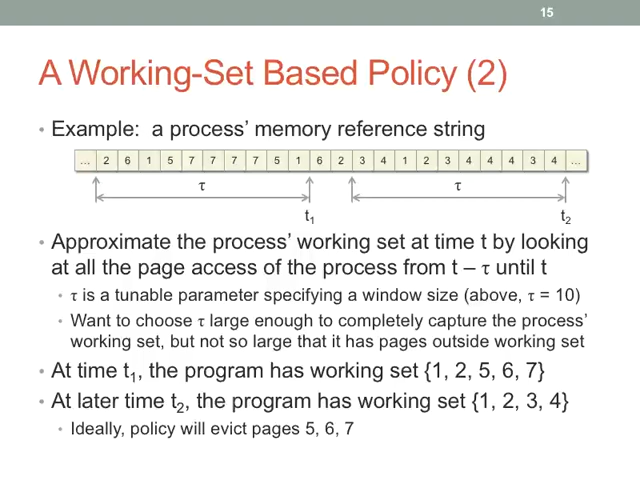 15
A Working-Set Based Policy (2)
• Example: a process’ memory reference string
... 2 6 1 5 7 7 7 7 5 1 6 2 3 4 1 2 3 4 4 4 3 4 ...
τ τ
t1 t2
• Approximate the process’ working set at time t by looking
at all the page access of the process from t – τ until t
• τ is a tunable parameter specifying a window size (above, τ = 10)
• Want to choose τ large enough to completely capture the process’
working set, but not so large that it has pages outside working set
• At time t1, the program has working set {1, 2, 5, 6, 7}
• At later time t2, the program has working set {1, 2, 3, 4}
• Ideally, policy will evict pages 5, 6, 7